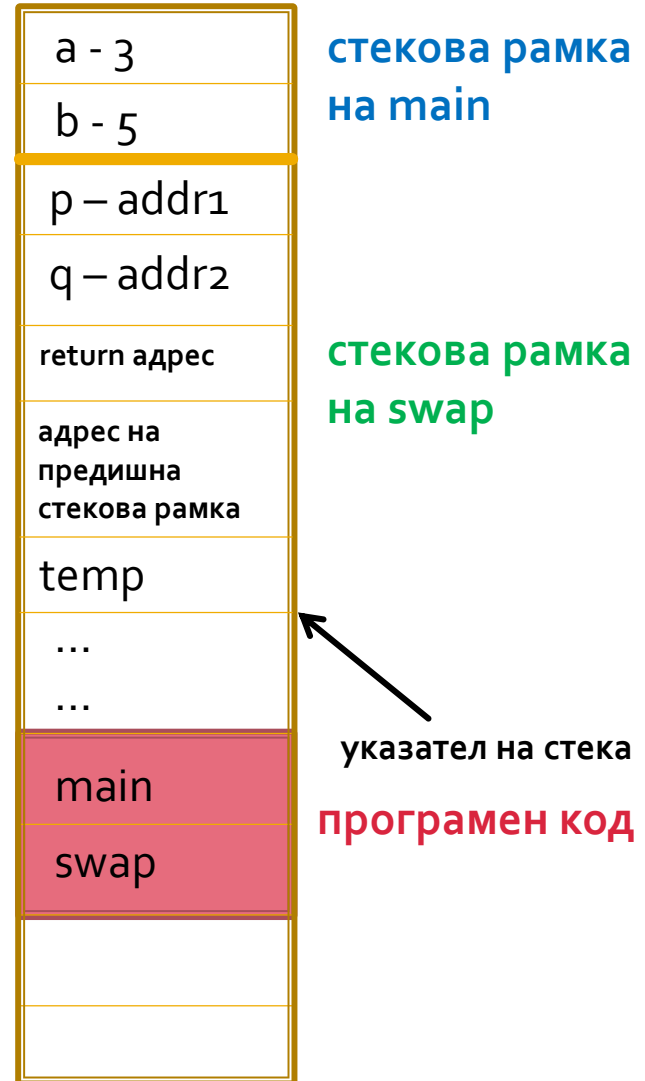 a - 3
стекова рамка
на main
b - 5
p – addr1
q – addr2
return адрес
стекова рамка
на swap
адрес на
предишна
стекова рамка
temp
...
...
указател на стека
main
програмен код
swap